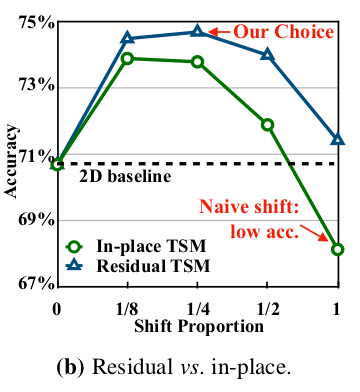 75%
Our Choice
73%
Accuracy
71%
2D baseline
69%
Naive shift:
low acc.
In-place TSM
Residual TSM
67%
0 1/8 1/4 1/2 1
Shift Proportion
(b) Residual vs. in-place.